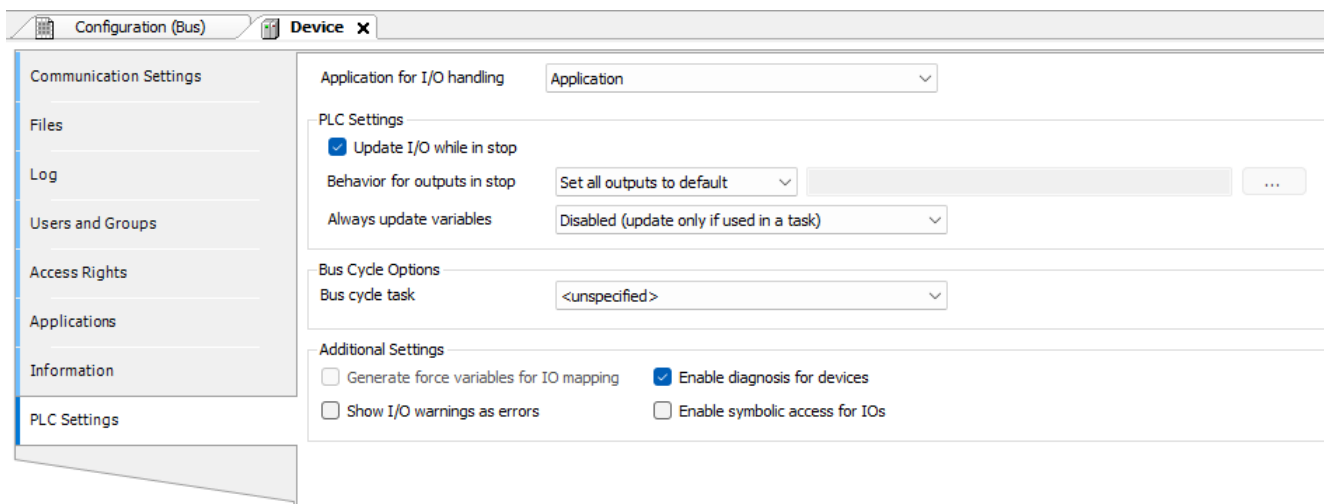 Configuration (Bus) Device
Communication Settings
Files
Log
Users and Groups
Access Rights
Applications
Information
PLC Settings
Application for I/O handling Application
PLC Settings
Update I/O while in stop
Behavior for outputs in stop Set all outputs to default ...
Always update variables Disabled (update only if used in a task)
Bus Cycle Options
Bus cycle task <unspecified>
Additional Settings
Generate force variables for IO mapping Enable diagnosis for devices
Show I/O warnings as errors Enable symbolic access for IOs